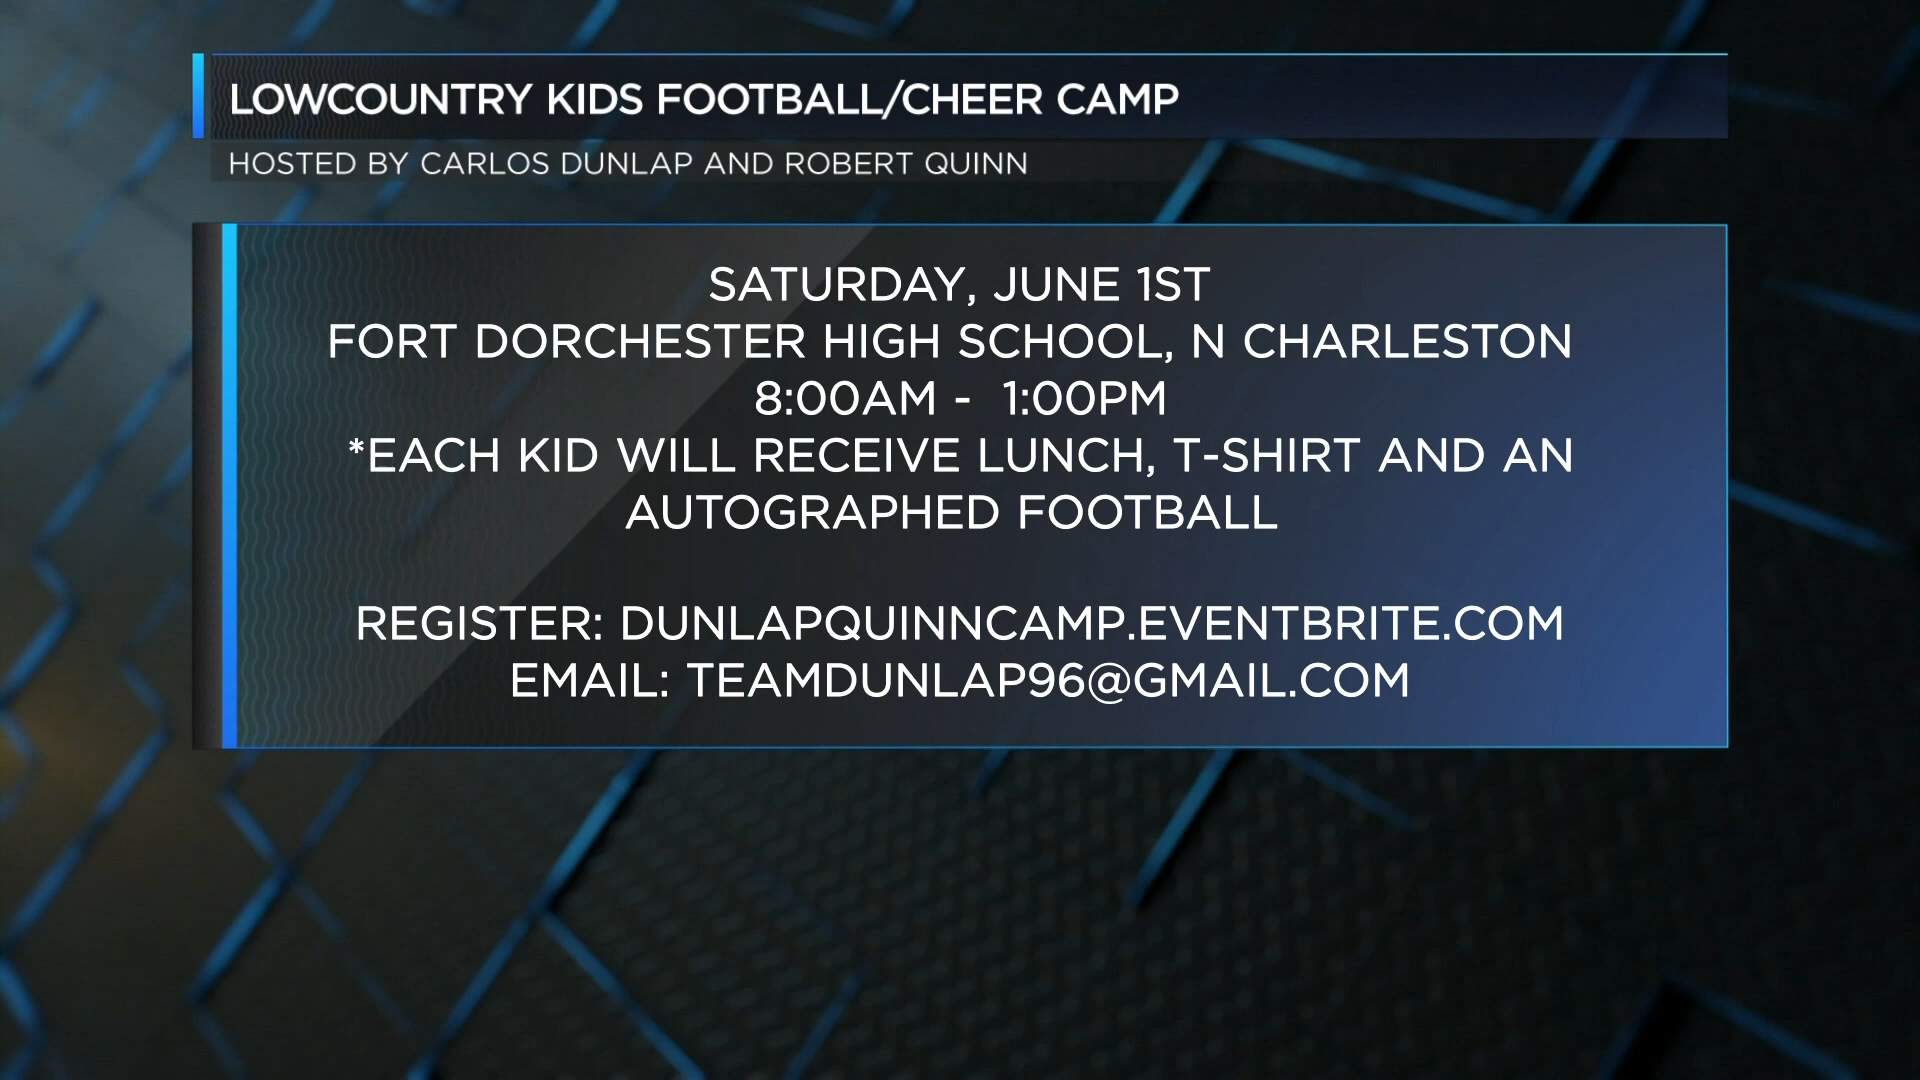 LOWCOUNTRY KIDS FOOTBALL/CHEER CAMP
HOSTED BY CARLOS DUNLAP AND ROBERT QUINN
SATURDAY, JUNE 1ST
FORT DORCHESTER HIGH SCHOOL, N CHARLESTON
8:00AM -  1:00PM
*EACH KID WILL RECEIVE LUNCH, T-SHIRT AND AN
AUTOGRAPHED FOOTBALL
REGISTER: DUNLAPQUINNCAMP.EVENTBRITE.COM
EMAIL: TEAMDUNLAP96@GMAIL.COM